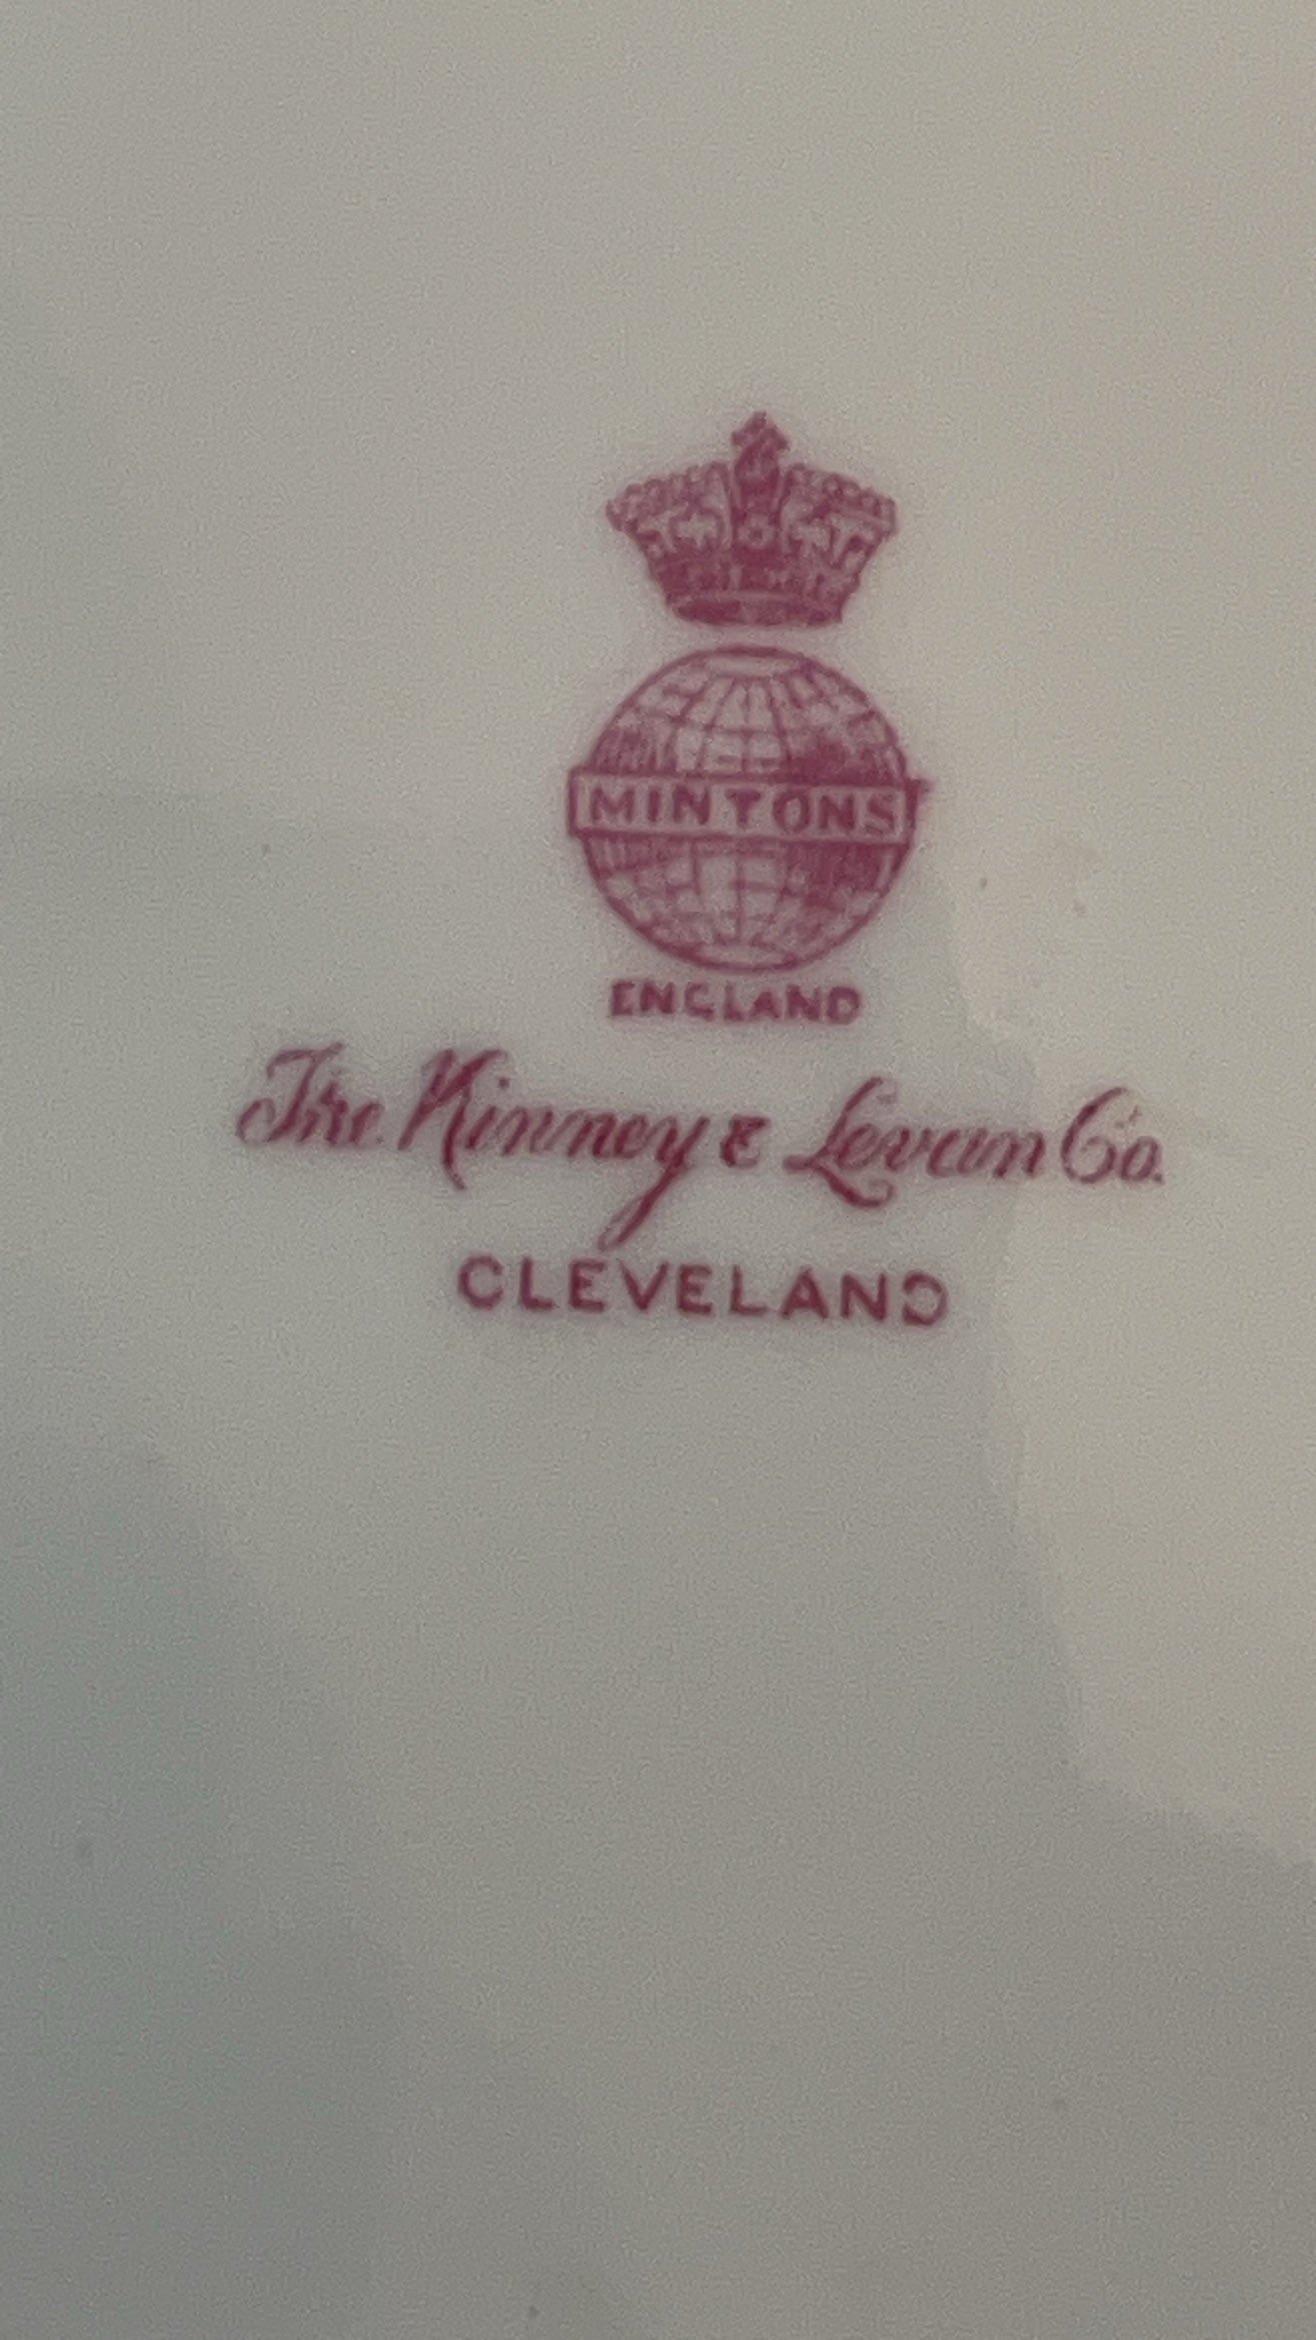 MINTONS
ENGLAND
The Kinney & Levan Co.
CLEVELAND